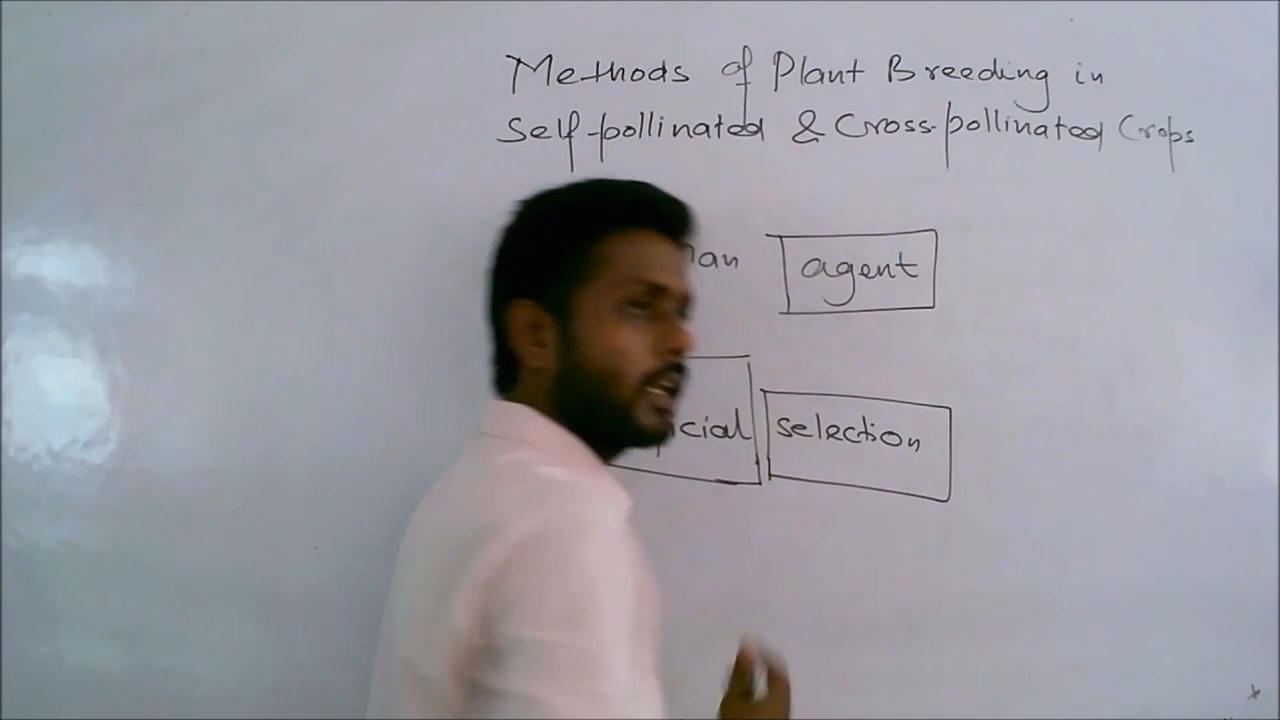 Methods of Plant Breeding in
Self-pollinated & Cross-pollinated Crops
agent
selection